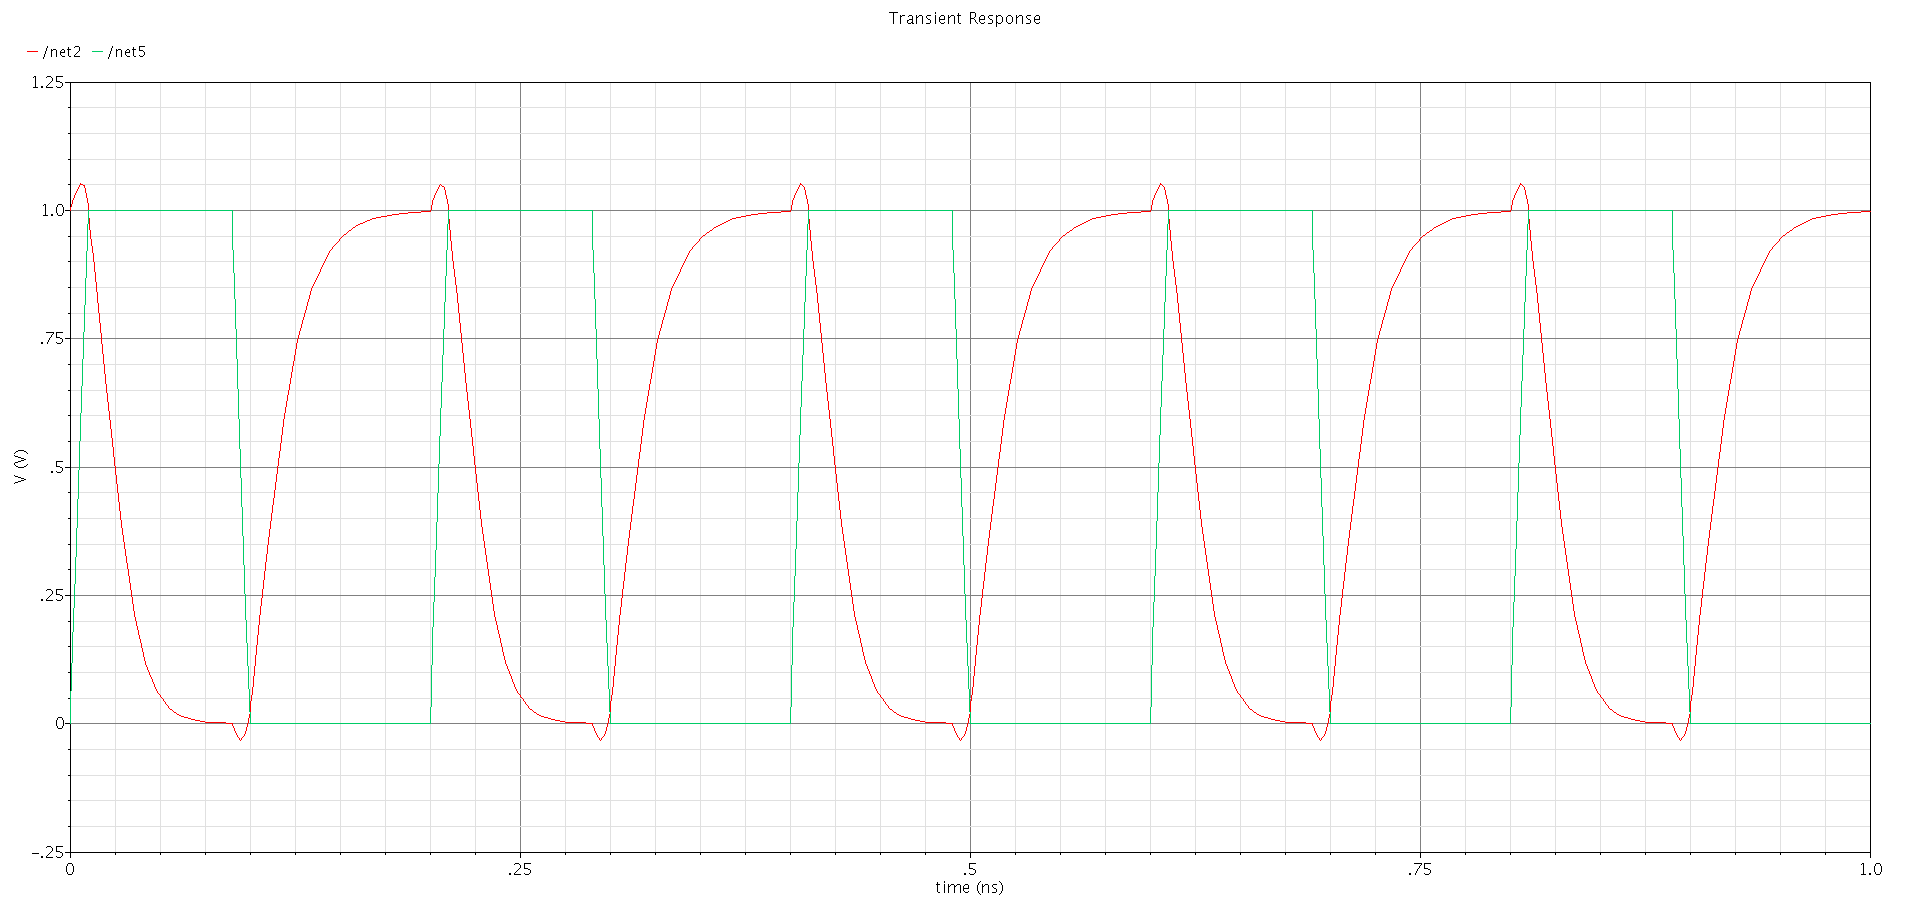 Transient Response
/net2 /net5
1.25
1.0
.75
.5
.25
0
-.25
V (V)
0 .25 .5 .75 1.0
time (ns)